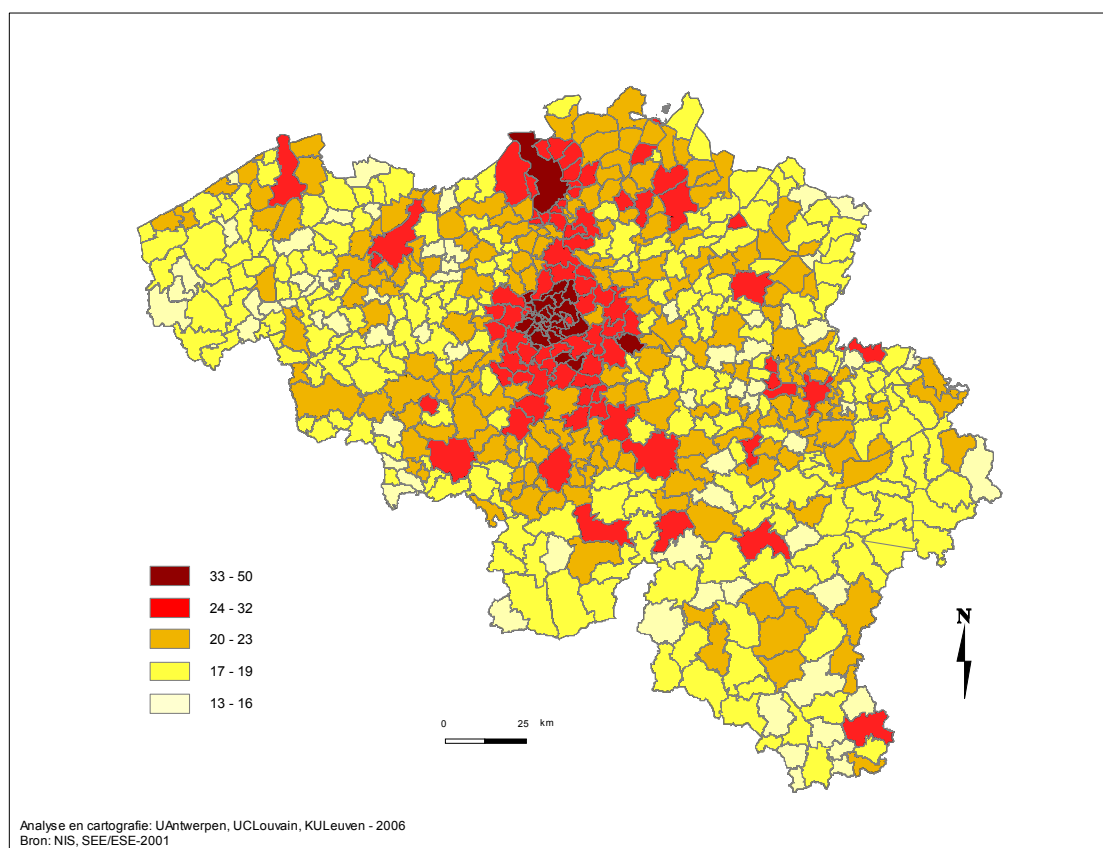 33 - 50
24 - 32
20 - 23
17 - 19
13 - 16
N
0 25 km
Analyse en cartografie: UAntwerpen, UCLouvain, KULeuven - 2006
Bron: NIS, SEE/ESE-2001